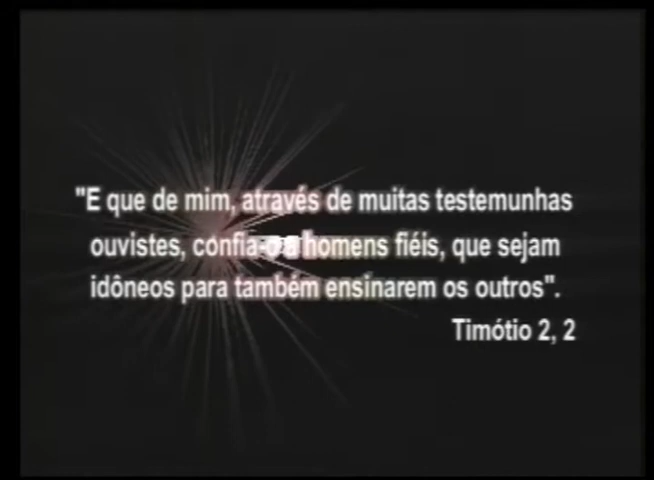 "E que de mim, através de muitas testemunhas
ouvistes, confia-o a homens fiéis, que sejam
idôneos para também ensinarem os outros".
Timótio 2, 2